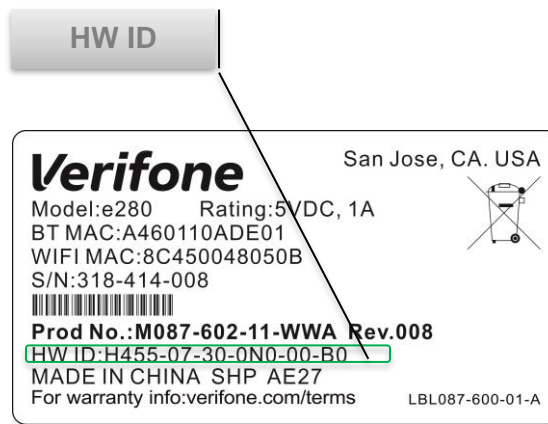 HW ID
Verifone
San Jose, CA. USA
Model:e280 Rating:5VDC, 1A
BT MAC:A460110ADE01
WIFI MAC:8C450048050B
S/N:318-414-008
Prod No.:M087-602-11-WWA Rev.008
HW ID:H455-07-30-0N0-00-B0
MADE IN CHINA SHP AE27
For warranty info:verifone.com/terms LBL087-600-01-A